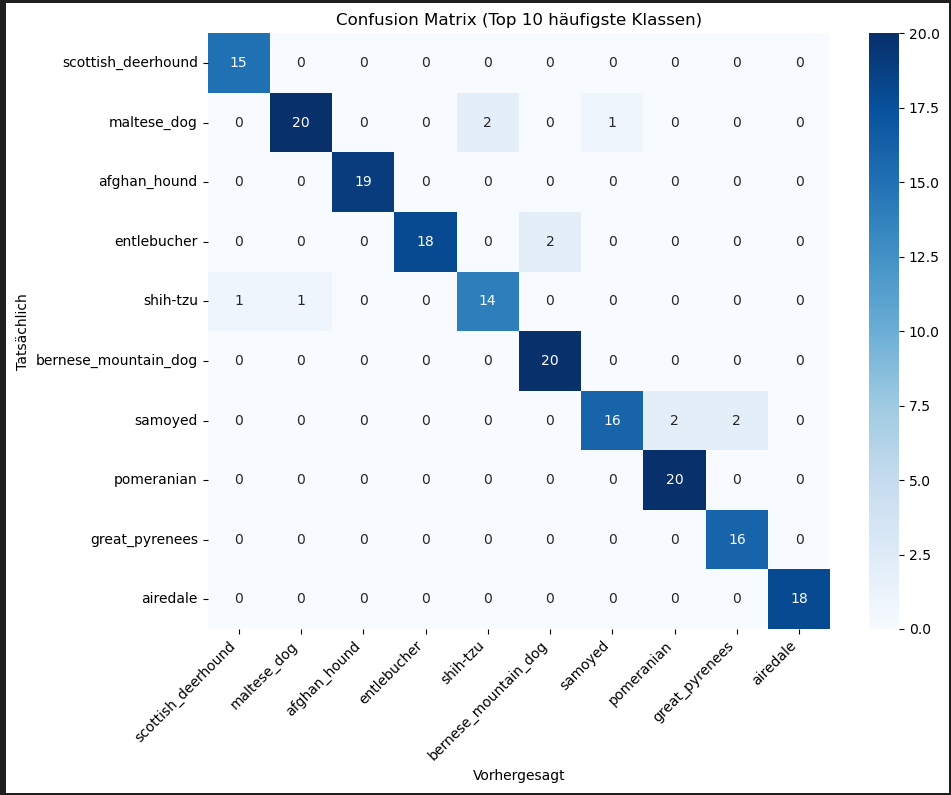 Confusion Matrix (Top 10 häufigste Klassen)
Tatsächlich
scottish_deerhound 15 0 0 0 0 0 0 0 0 0
maltese_dog 0 20 0 0 2 0 1 0 0 0
afghan_hound 0 0 19 0 0 0 0 0 0 0
entlebucher 0 0 0 18 0 2 0 0 0 0
shih-tzu 1 1 0 0 14 0 0 0 0 0
bernese_mountain_dog 0 0 0 0 0 20 0 0 0 0
samoyed 0 0 0 0 0 0 16 2 2 0
pomeranian 0 0 0 0 0 0 0 20 0 0
great_pyrenees 0 0 0 0 0 0 0 0 16 0
airedale 0 0 0 0 0 0 0 0 0 18
scottish_deerhound
maltese_dog
afghan_hound
entlebucher
shih-tzu
bernese_mountain_dog
samoyed
pomeranian
great_pyrenees
airedale
Vorhergesagt
20.0
17.5
15.0
12.5
10.0
7.5
5.0
2.5
0.0